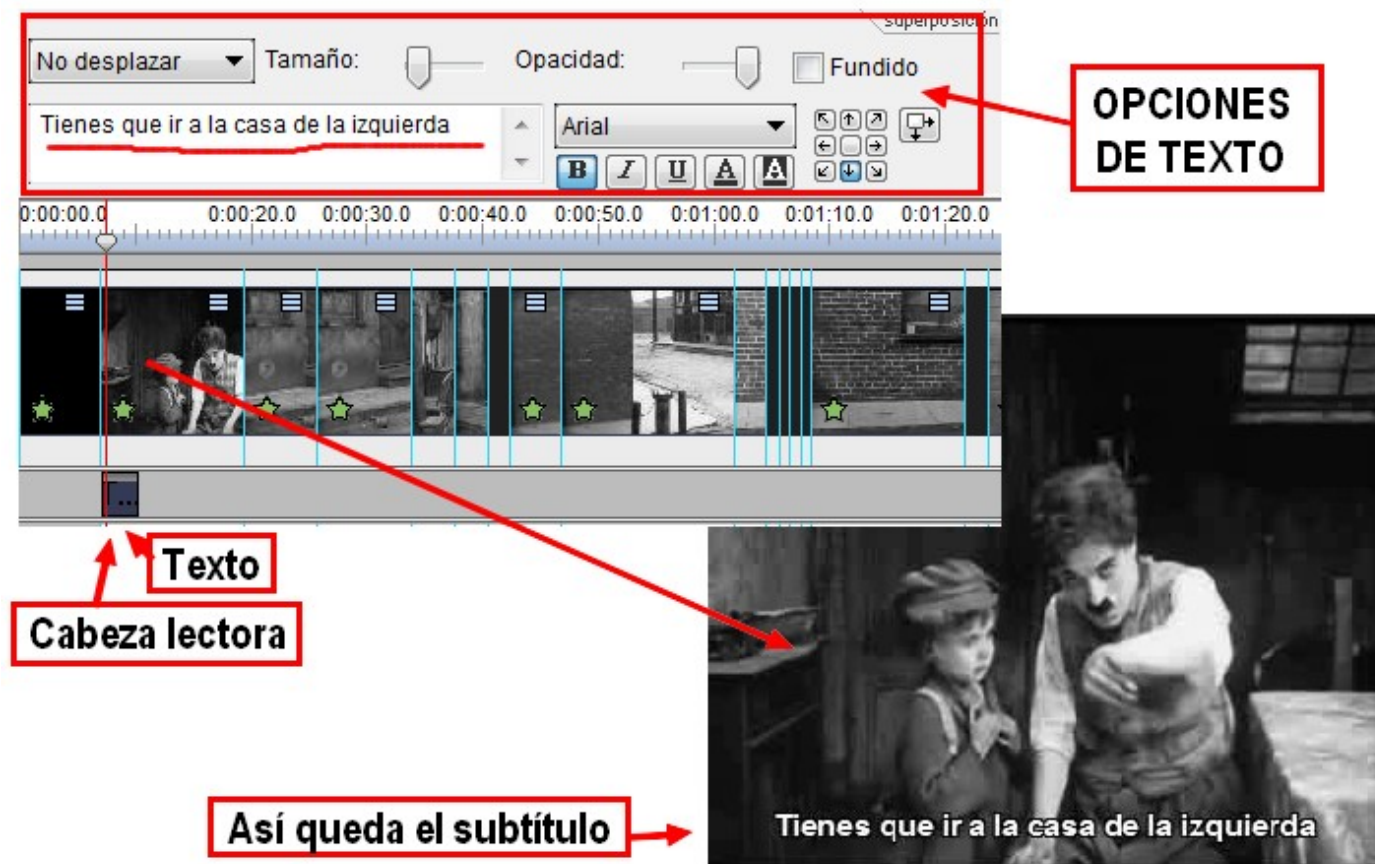 superposición
No desplazar Tamaño: Opacidad: Fundido
Tienes que ir a la casa de la izquierda
Arial
B I U A A
OPCIONES
DE TEXTO
0:00:00.0 0:00:20.0 0:00:30.0 0:00:40.0 0:00:50.0 0:01:00.0 0:01:10.0 0:01:20.0
T...
Texto
Cabeza lectora
Así queda el subtítulo
Tienes que ir a la casa de la izquierda